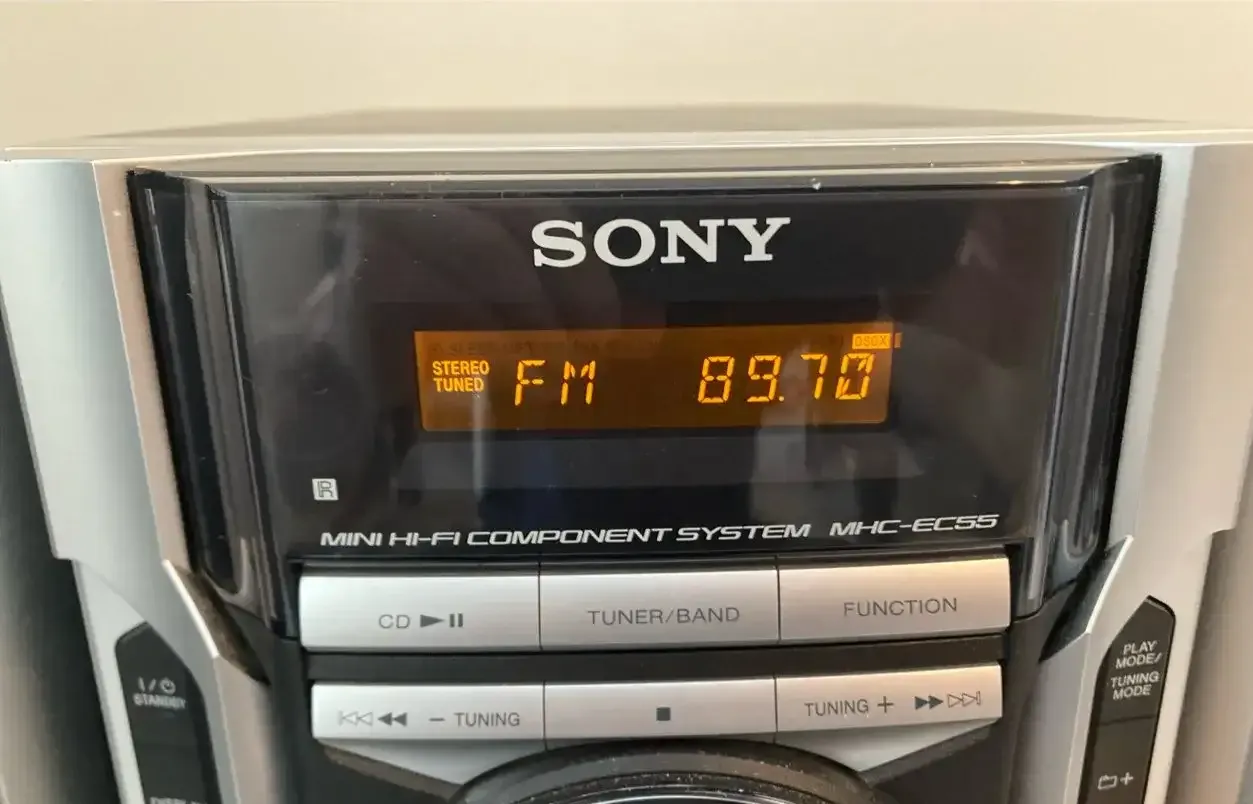 SONY
DSGX
STEREO
TUNED
FM 89.70
R
MINI HI-FI COMPONENT SYSTEM MHC-EC55
CD
TUNER/BAND
FUNCTION
PLAY
MODE/
TUNING
MODE
I/⏻
STANDBY
– TUNING
TUNING +